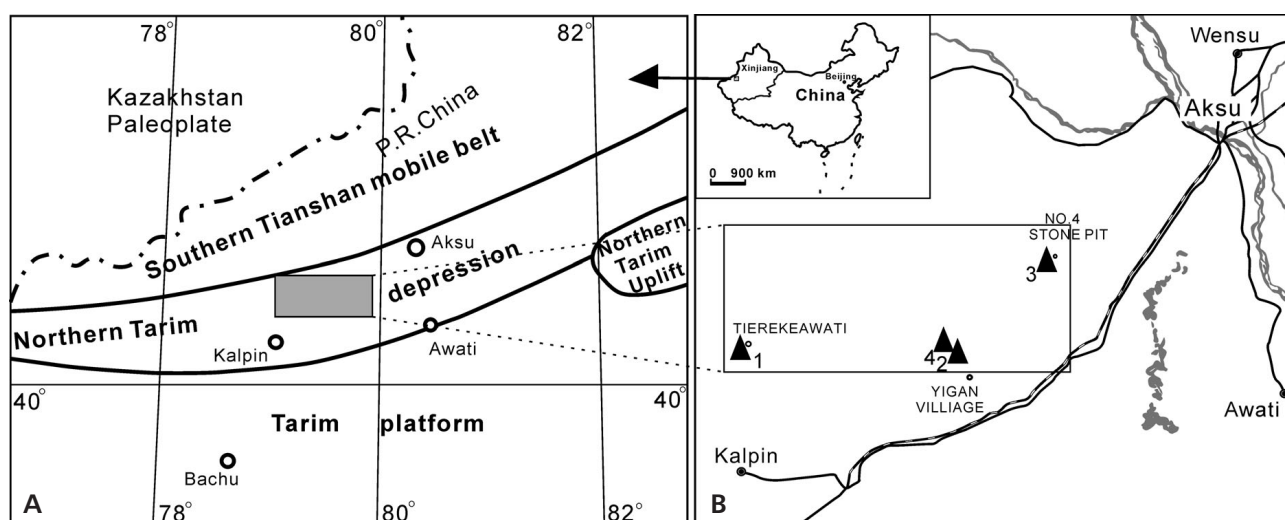 78°
80°
82°
Kazakhstan
Paleoplate
P.R.China
Southern Tianshan mobile belt
Aksu
Northern
Tarim
Uplift
depression
Northern Tarim
Kalpin
Awati
40°
40°
Tarim platform
Bachu
A
78°
80°
82°
Xinjiang
Beijing
China
0 900 km
Wensu
Aksu
NO.4
STONE PIT
3
TIEREKEAWATI
1
4
2
YIGAN
VILLIAGE
Awati
Kalpin
B